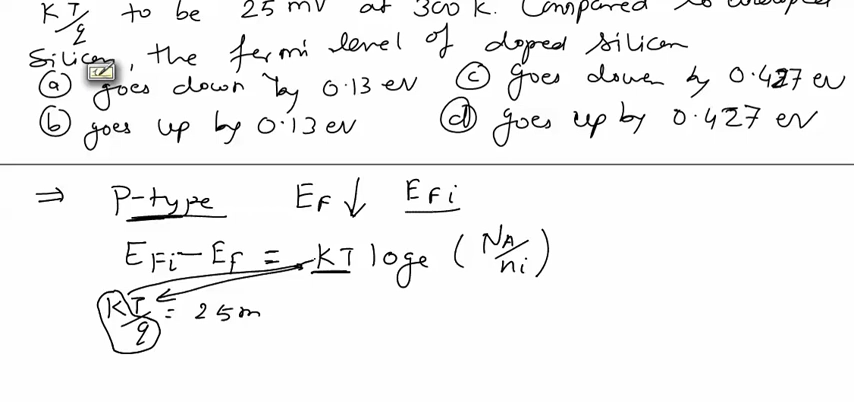 KT/q to be 25 mV at 300 K. Compared to undoped
Silicon, the fermi level of doped silicon
(a) goes down by 0.13 eV (c) goes down by 0.427 eV
(b) goes up by 0.13 eV (d) goes up by 0.427 eV
⇒ P-type EF ↓ EFi
EFi - EF = KT loge (NA/ni)
KT/q = 25m